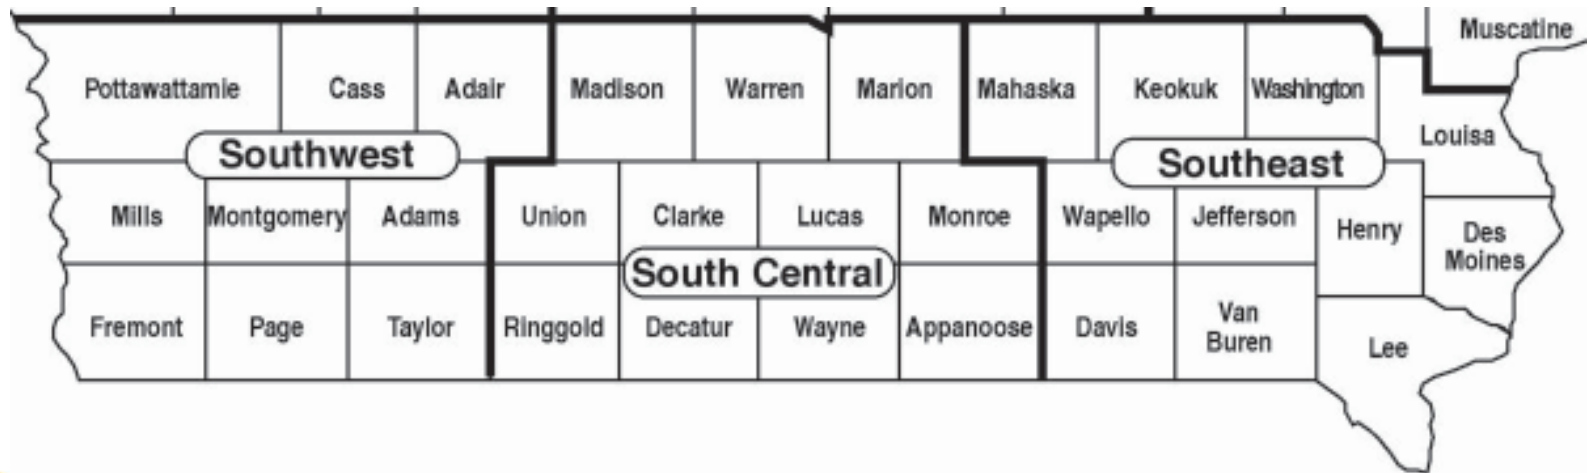 Muscatine
Pottawattamie
Cass
Adair
Madison
Warren
Marion
Mahaska
Keokuk
Washington
Louisa
Southwest
Southeast
Mills
Montgomery
Adams
Union
Clarke
Lucas
Monroe
Wapello
Jefferson
Henry
Des
Moines
South Central
Fremont
Page
Taylor
Ringgold
Decatur
Wayne
Appanoose
Davis
Van
Buren
Lee